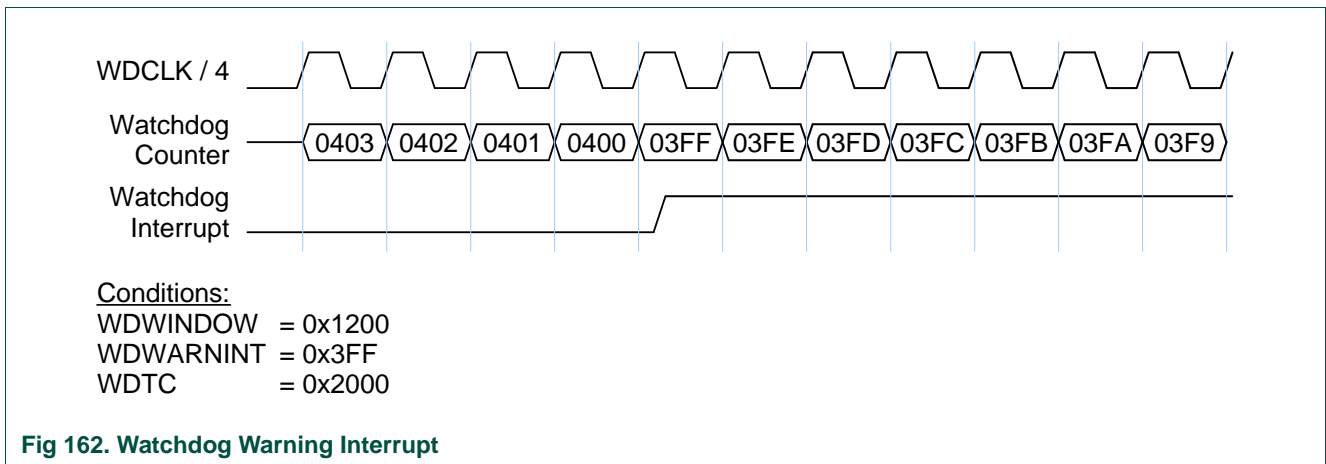 WDCLK / 4
Watchdog
Counter
0403 0402 0401 0400 03FF 03FE 03FD 03FC 03FB 03FA 03F9
Watchdog
Interrupt
Conditions:
WDWINDOW = 0x1200
WDWARNINT = 0x3FF
WDTC = 0x2000
Fig 162. Watchdog Warning Interrupt